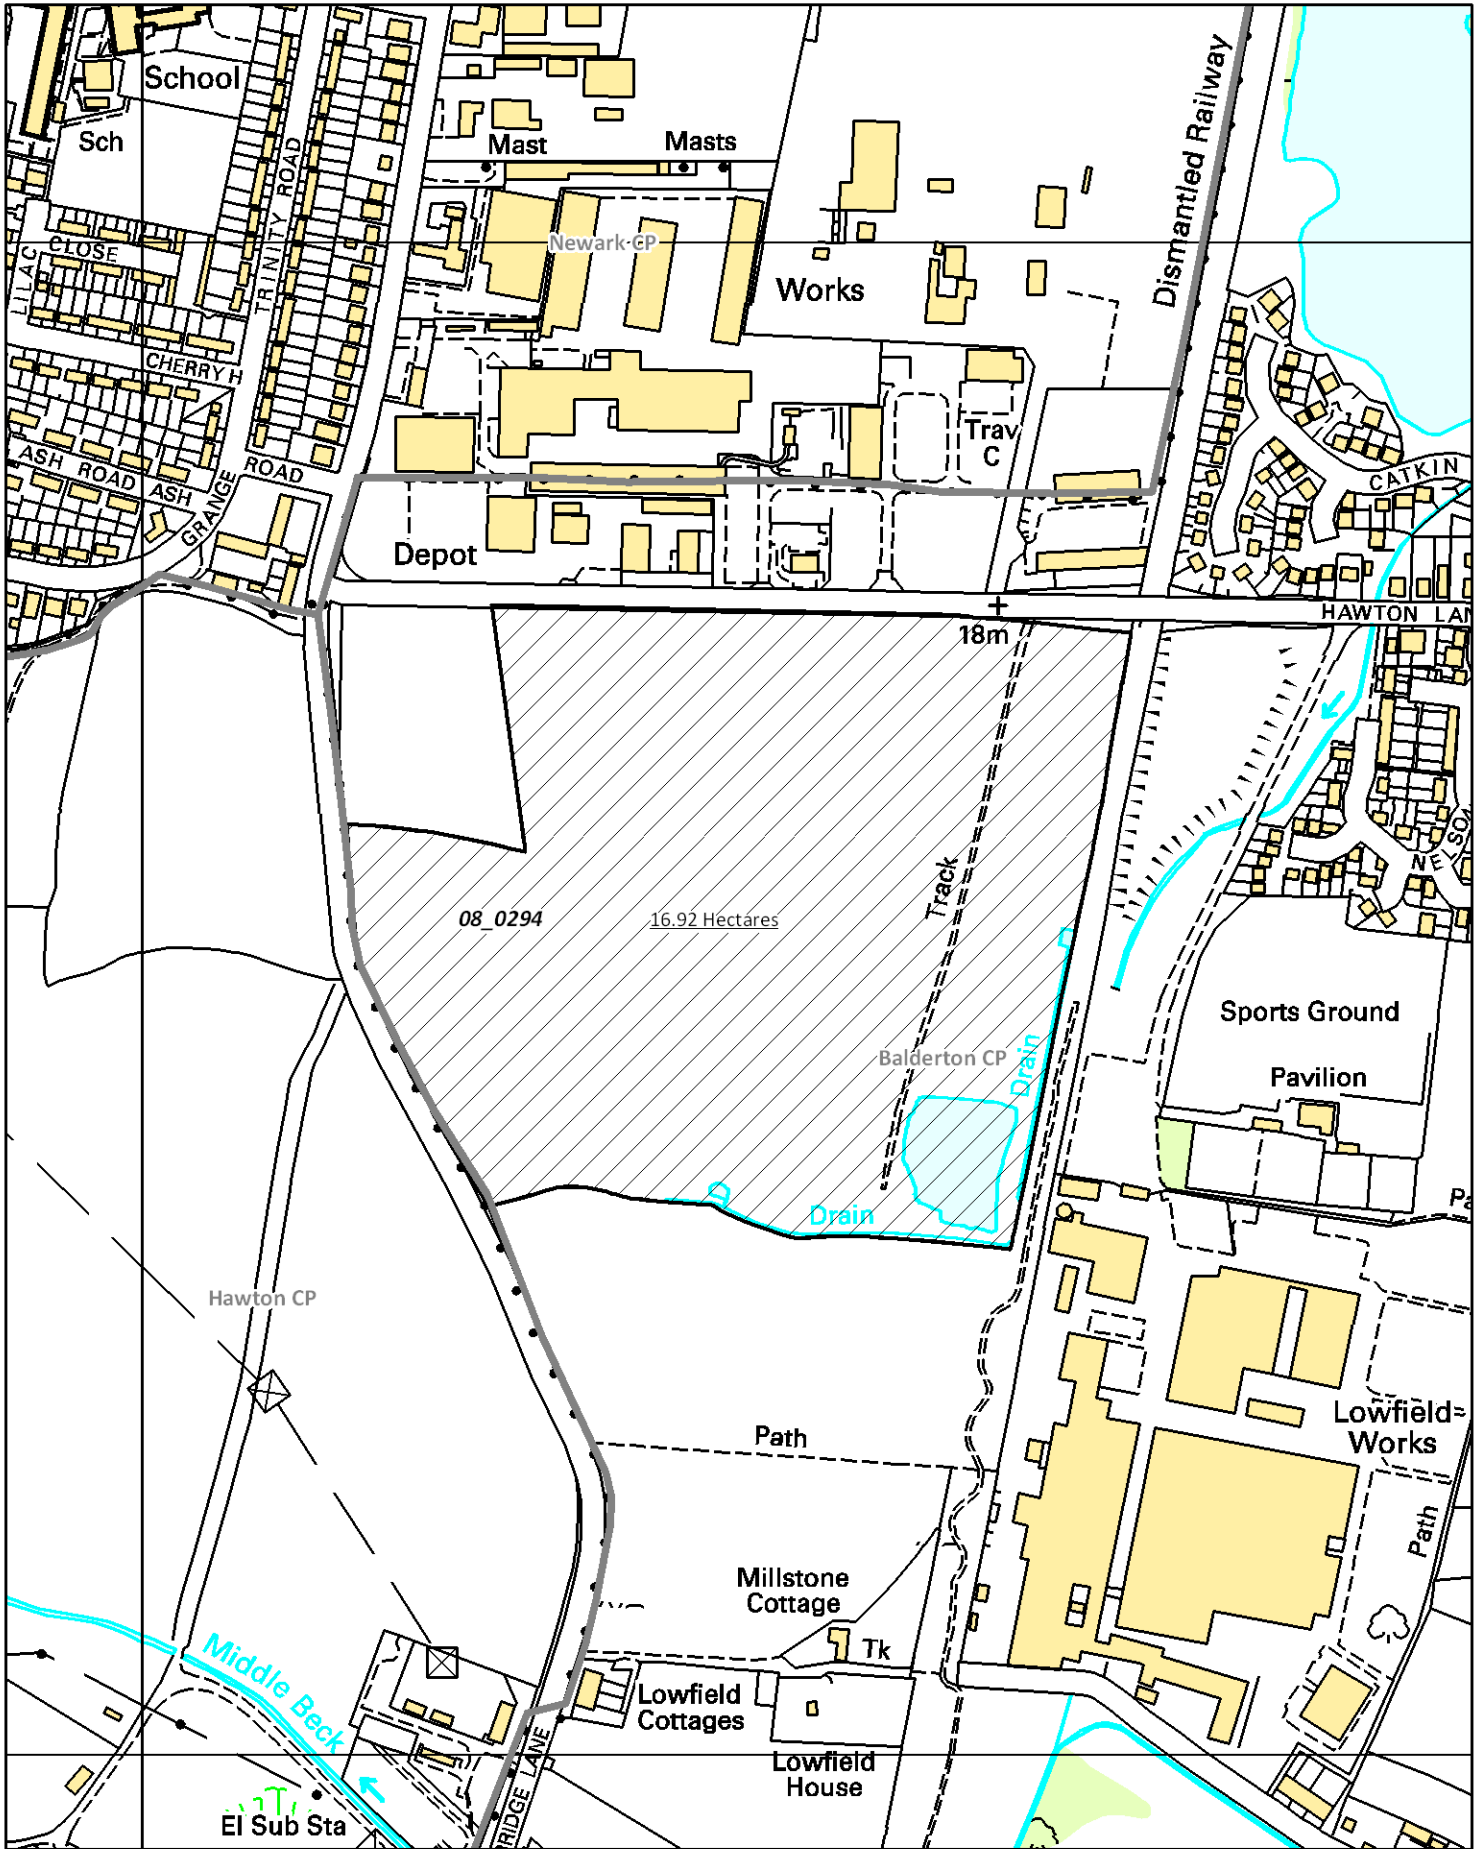 School
Sch
Mast
Masts
Dismantled Railway
TRINITY ROAD
LILAC
CLOSE
Newark CP
Works
CHERRY H
Trav
C
ASH ROAD
ASH
GRANGE
ROAD
CATKIN
Depot
HAWTON LAN
18m
NELSON
Track
08_0294
16.92 Hectares
Sports Ground
Balderton CP
Drain
Pavilion
Drain
Pa
Hawton CP
Path
Lowfield
Works
Path
Millstone
Cottage
Tk
Middle Beck
Lowfield
Cottages
Lowfield
House
El Sub Sta
RIDGE LANE